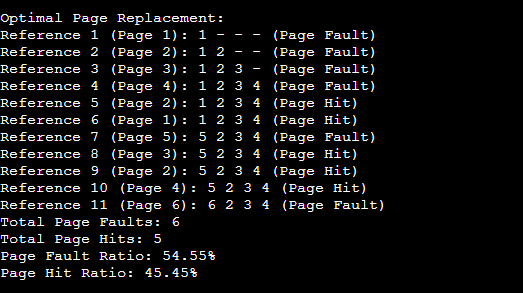 Optimal Page Replacement:
Reference 1 (Page 1): 1 - - - (Page Fault)
Reference 2 (Page 2): 1 2 - - (Page Fault)
Reference 3 (Page 3): 1 2 3 - (Page Fault)
Reference 4 (Page 4): 1 2 3 4 (Page Fault)
Reference 5 (Page 2): 1 2 3 4 (Page Hit)
Reference 6 (Page 1): 1 2 3 4 (Page Hit)
Reference 7 (Page 5): 5 2 3 4 (Page Fault)
Reference 8 (Page 3): 5 2 3 4 (Page Hit)
Reference 9 (Page 2): 5 2 3 4 (Page Hit)
Reference 10 (Page 4): 5 2 3 4 (Page Hit)
Reference 11 (Page 6): 6 2 3 4 (Page Fault)
Total Page Faults: 6
Total Page Hits: 5
Page Fault Ratio: 54.55%
Page Hit Ratio: 45.45%